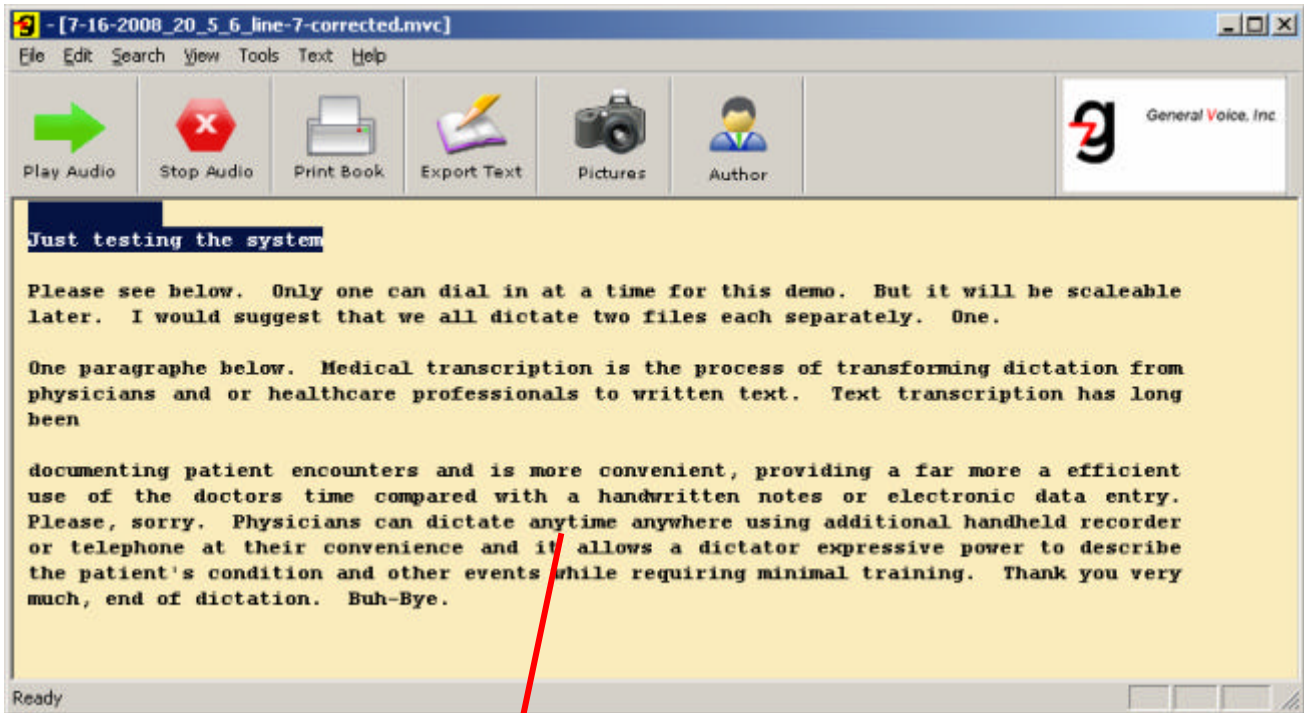 - [7-16-2008_20_5_6_line-7-corrected.mvc]
File Edit Search View Tools Text Help
Play Audio Stop Audio Print Book Export Text Pictures Author General Voice, Inc
Just testing the system
Please see below. Only one can dial in at a time for this demo. But it will be scaleable
later. I would suggest that we all dictate two files each separately. One.
One paragraphe below. Medical transcription is the process of transforming dictation from
physicians and or healthcare professionals to written text. Text transcription has long
been
documenting patient encounters and is more convenient, providing a far more a efficient
use of the doctors time compared with a handwritten notes or electronic data entry.
Please, sorry. Physicians can dictate anytime anywhere using additional handheld recorder
or telephone at their convenience and it allows a dictator expressive power to describe
the patient's condition and other events while requiring minimal training. Thank you very
much, end of dictation. Buh-Bye.
Ready